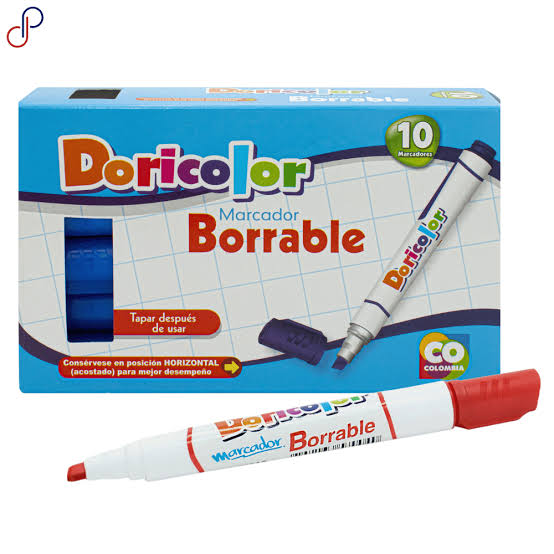 Borrable
Doricolor
10
Marcadores
Marcador
Borrable
Doricolor
Tapar después
de usar
Consérvese en posición HORIZONTAL
(acostado) para mejor desempeño
CO
COLOMBIA
Doricolor
marcador Borrable